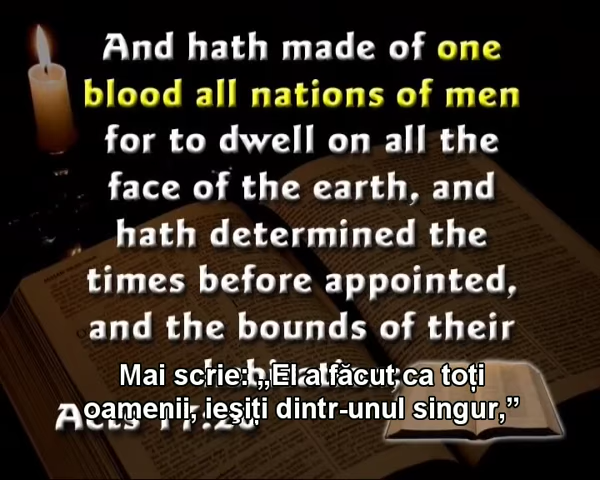 And hath made of one
blood all nations of men
for to dwell on all the
face of the earth, and
hath determined the
times before appointed,
and the bounds of their
Mai scrie: „El a făcut ca toți
oamenii, ieşiți dintr-unul singur,”
Acts